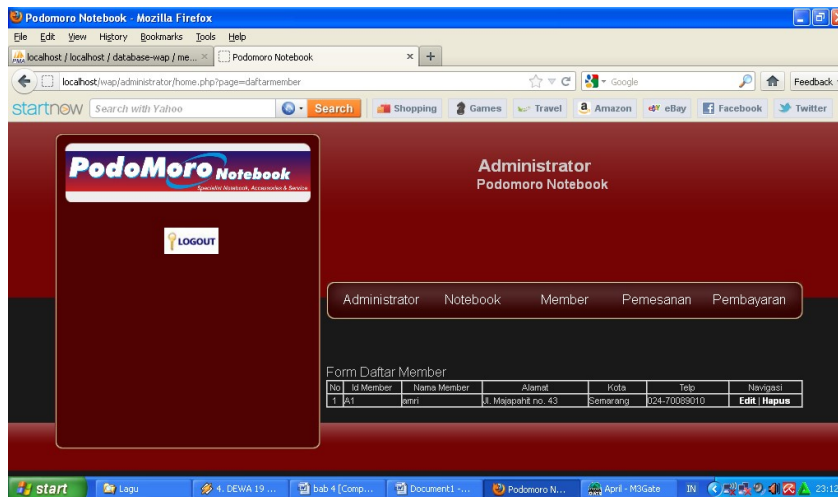 Podomoro Notebook - Mozilla Firefox
File Edit View History Bookmarks Tools Help
localhost / localhost / database-wap / me... Podomoro Notebook
localhost/wap/administrator/home.php?page=daftarmember Google Feedback
startnow Search with Yahoo Search Shopping Games Travel Amazon eBay Facebook Twitter
PodoMoro Notebook
Specialist Notebook, Accessories & Service
Administrator
Podomoro Notebook
LOGOUT
Administrator Notebook Member Pemesanan Pembayaran
Form Daftar Member
No Id Member Nama Member Alamat Kota Telp Navigasi
1 A1 amri Jl. Majapahit no. 43 Semarang 024-70089010 Edit | Hapus
start Lagu 4. DEWA 19 ... bab 4 [Comp... Document1 -... Podomoro N... April - M3Gate IN 23:12